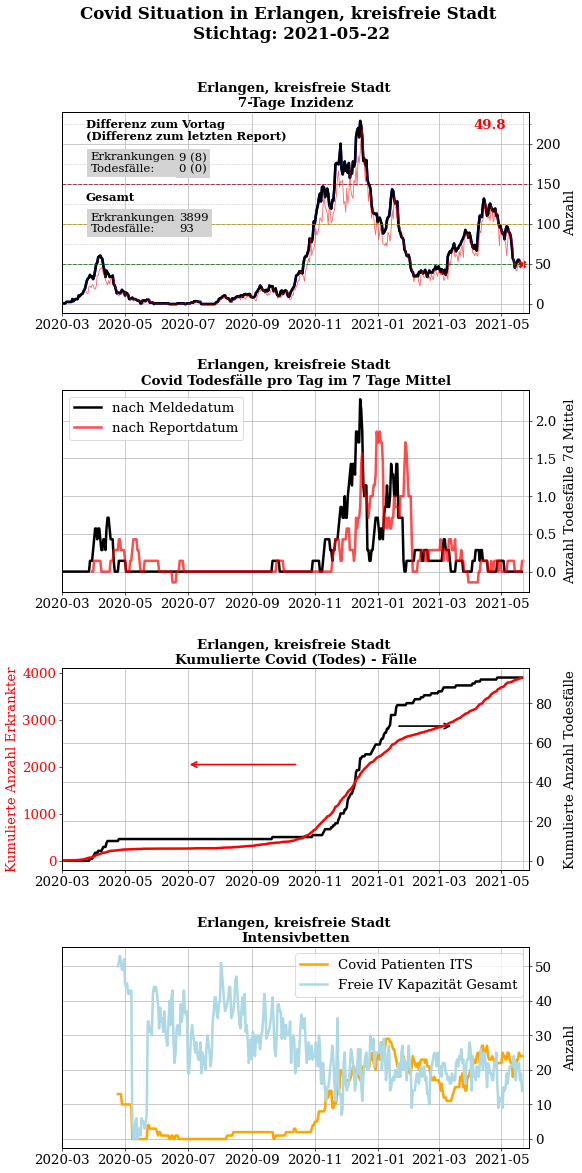 Covid Situation in Erlangen, kreisfreie Stadt
Stichtag: 2021-05-22
Erlangen, kreisfreie Stadt
7-Tage Inzidenz
Differenz zum Vortag
(Differenz zum letzten Report)
Erkrankungen 9 (8)
Todesfälle: 0 (0)
Gesamt
Erkrankungen 3899
Todesfälle: 93
49.8
200
150
100
50
0
Anzahl
2020-03 2020-05 2020-07 2020-09 2020-11 2021-01 2021-03 2021-05
Erlangen, kreisfreie Stadt
Covid Todesfälle pro Tag im 7 Tage Mittel
nach Meldedatum
nach Reportdatum
2.0
1.5
1.0
0.5
0.0
Anzahl Todesfälle 7d Mittel
2020-03 2020-05 2020-07 2020-09 2020-11 2021-01 2021-03 2021-05
Erlangen, kreisfreie Stadt
Kumulierte Covid (Todes) - Fälle
Kumulierte Anzahl Erkrankter
4000
3000
2000
1000
0
80
60
40
20
0
Kumulierte Anzahl Todesfälle
2020-03 2020-05 2020-07 2020-09 2020-11 2021-01 2021-03 2021-05
Erlangen, kreisfreie Stadt
Intensivbetten
Covid Patienten ITS
Freie IV Kapazität Gesamt
50
40
30
20
10
0
Anzahl
2020-03 2020-05 2020-07 2020-09 2020-11 2021-01 2021-03 2021-05